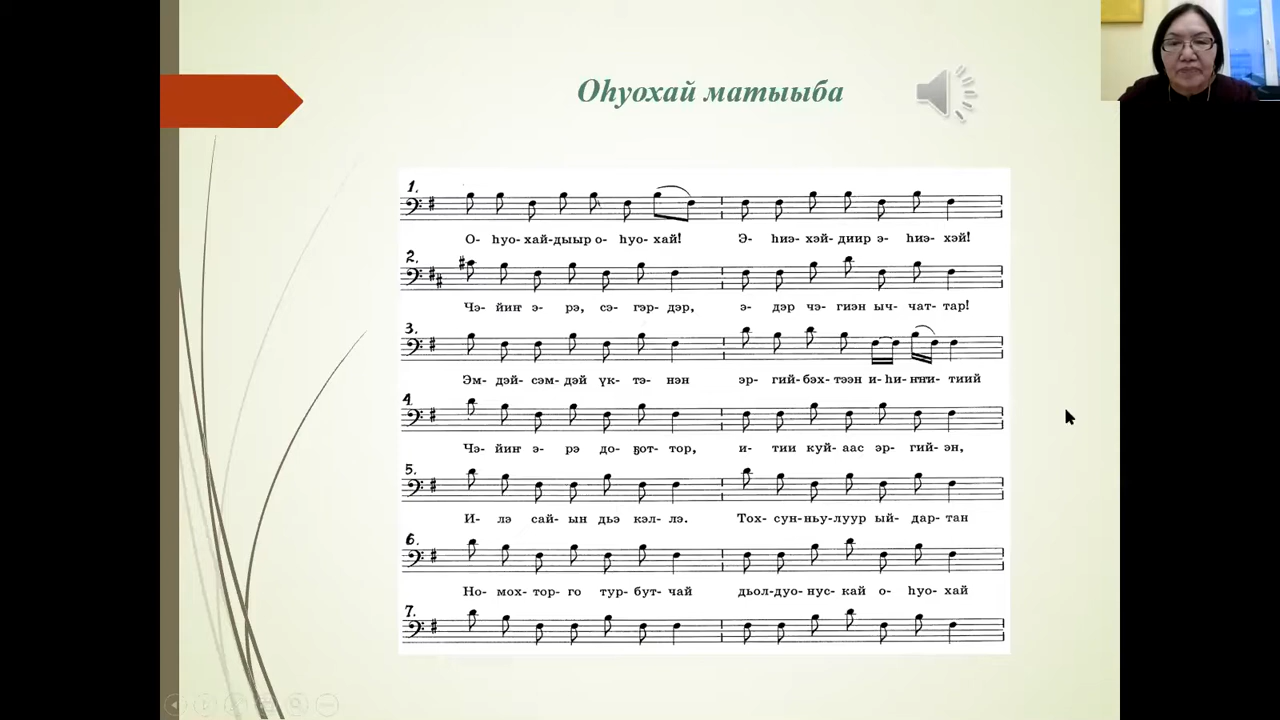 Оһуохай матыыба
1.
О- һуо- хай-дыыр о- һуо- хай! Э- һиэ- хэй- диир э- һиэ- хэй!
2.
Чэ- йиҥ э- рэ, сэ- гэр- дэр, э- дэр чэ- гиэн ыч- чат- тар!
3.
Эм- дэй- сэм- дэй үк- тэ- нэн эр- гий- бэх- тээн и- һи- ти- тиий
4.
Чэ- йиҥ э- рэ до- ҕот- тор, и- тии куй- аас эр- гий- эн,
5.
И- лэ сай- ын дьэ кэл- лэ. Тох- сун- ньу- луур ый- дар- тан
6.
Но- мох- тор- го тур- бут- чай дьол- дуо- нус- кай о- һуо- хай
7.